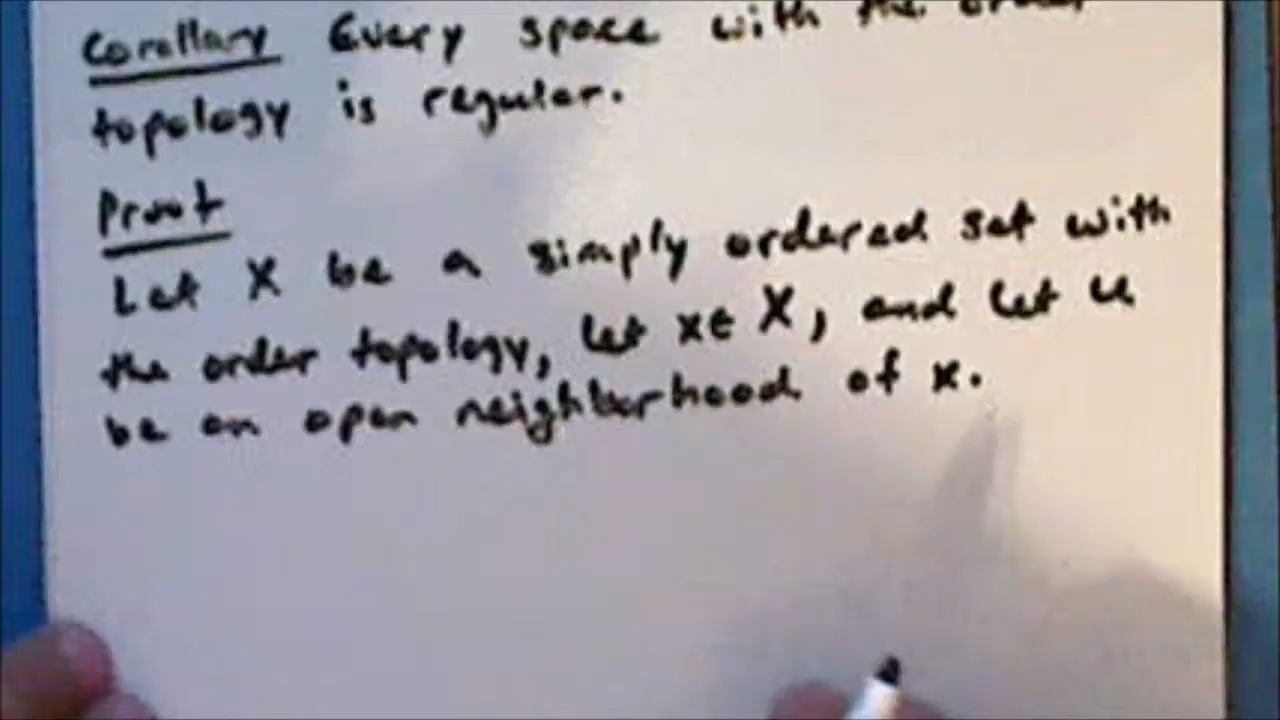 Corollary Every space with the order
topology is regular.
Proof
Let X be a simply ordered set with
the order topology, let x∈ X, and let U
be an open neighborhood of x.